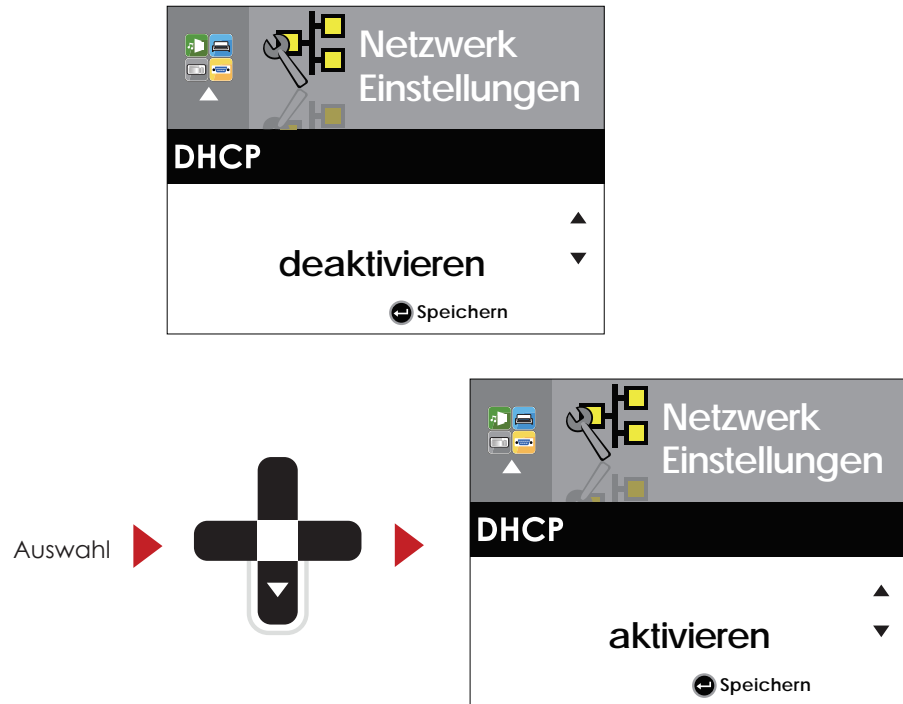 Netzwerk
Einstellungen
DHCP
deaktivieren
Speichern
Auswahl
Netzwerk
Einstellungen
DHCP
aktivieren
Speichern